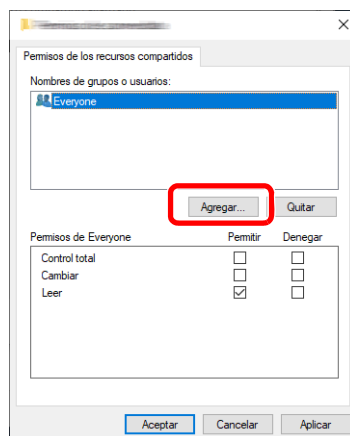 Permisos de los recursos compartidos
Nombres de grupos o usuarios:
Everyone
Agregar... Quitar
Permisos de Everyone Permitir Denegar
Control total
Cambiar
Leer
Aceptar Cancelar Aplicar